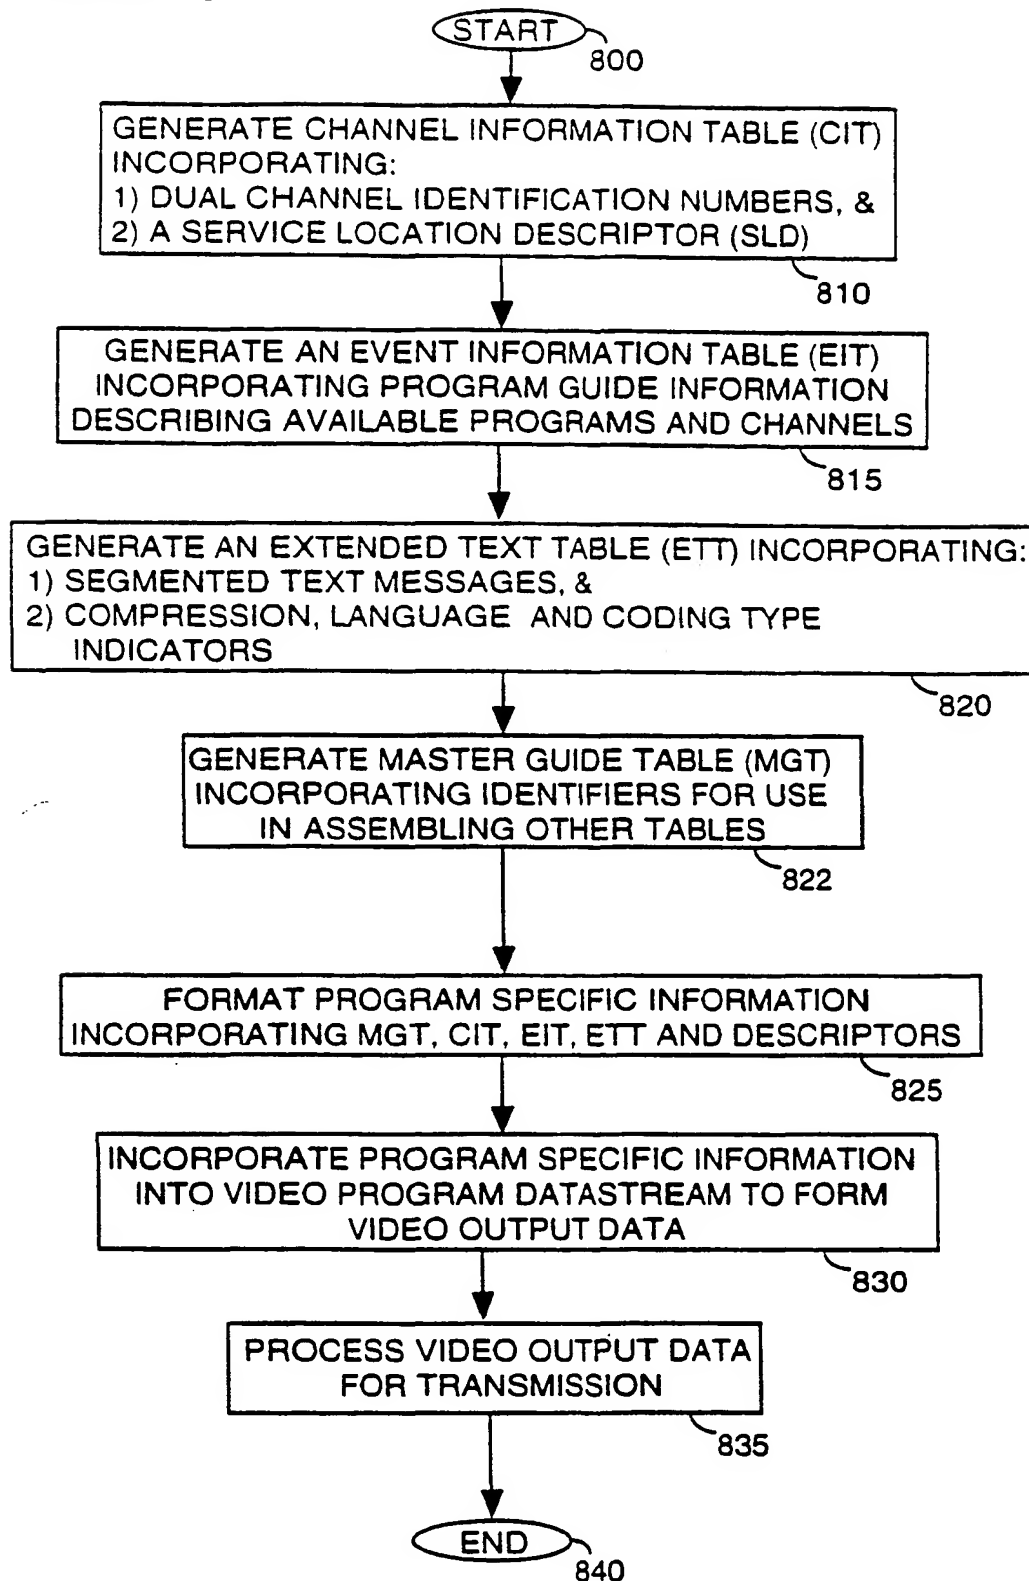 START
800
GENERATE CHANNEL INFORMATION TABLE (CIT)
INCORPORATING:
1) DUAL CHANNEL IDENTIFICATION NUMBERS, &
2) A SERVICE LOCATION DESCRIPTOR (SLD)
810
GENERATE AN EVENT INFORMATION TABLE (EIT)
INCORPORATING PROGRAM GUIDE INFORMATION
DESCRIBING AVAILABLE PROGRAMS AND CHANNELS
815
GENERATE AN EXTENDED TEXT TABLE (ETT) INCORPORATING:
1) SEGMENTED TEXT MESSAGES, &
2) COMPRESSION, LANGUAGE AND CODING TYPE
INDICATORS
820
GENERATE MASTER GUIDE TABLE (MGT)
INCORPORATING IDENTIFIERS FOR USE
IN ASSEMBLING OTHER TABLES
822
FORMAT PROGRAM SPECIFIC INFORMATION
INCORPORATING MGT, CIT, EIT, ETT AND DESCRIPTORS
825
INCORPORATE PROGRAM SPECIFIC INFORMATION
INTO VIDEO PROGRAM DATASTREAM TO FORM
VIDEO OUTPUT DATA
830
PROCESS VIDEO OUTPUT DATA
FOR TRANSMISSION
835
END
840